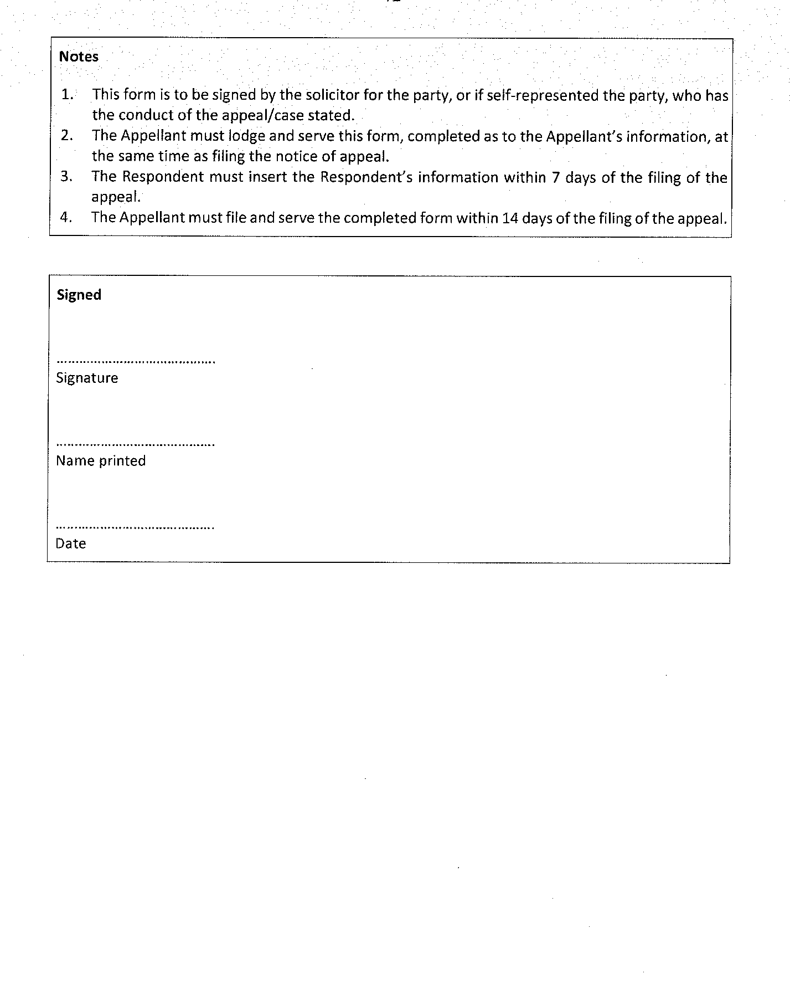 Notes
1. This form is to be signed by the solicitor for the party, or if self-represented the party, who has
the conduct of the appeal/case stated.
2. The Appellant must lodge and serve this form, completed as to the Appellant's information, at
the same time as filing the notice of appeal.
3. The Respondent must insert the Respondent's information within 7 days of the filing of the
appeal.
4. The Appellant must file and serve the completed form within 14 days of the filing of the appeal.
Signed
...........................................
Signature
...........................................
Name printed
...........................................
Date